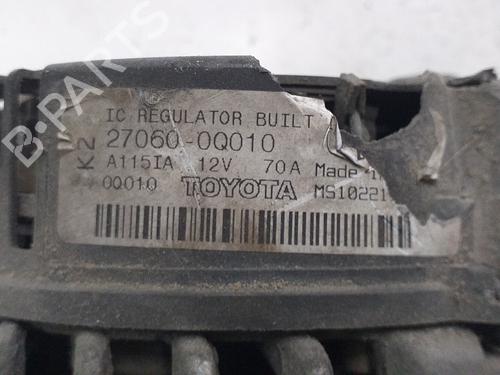 B-PARTS
IC REGULATOR BUILT
K2
27060-0Q010
A115IA 12V 70A Made
0Q010 TOYOTA MS10221